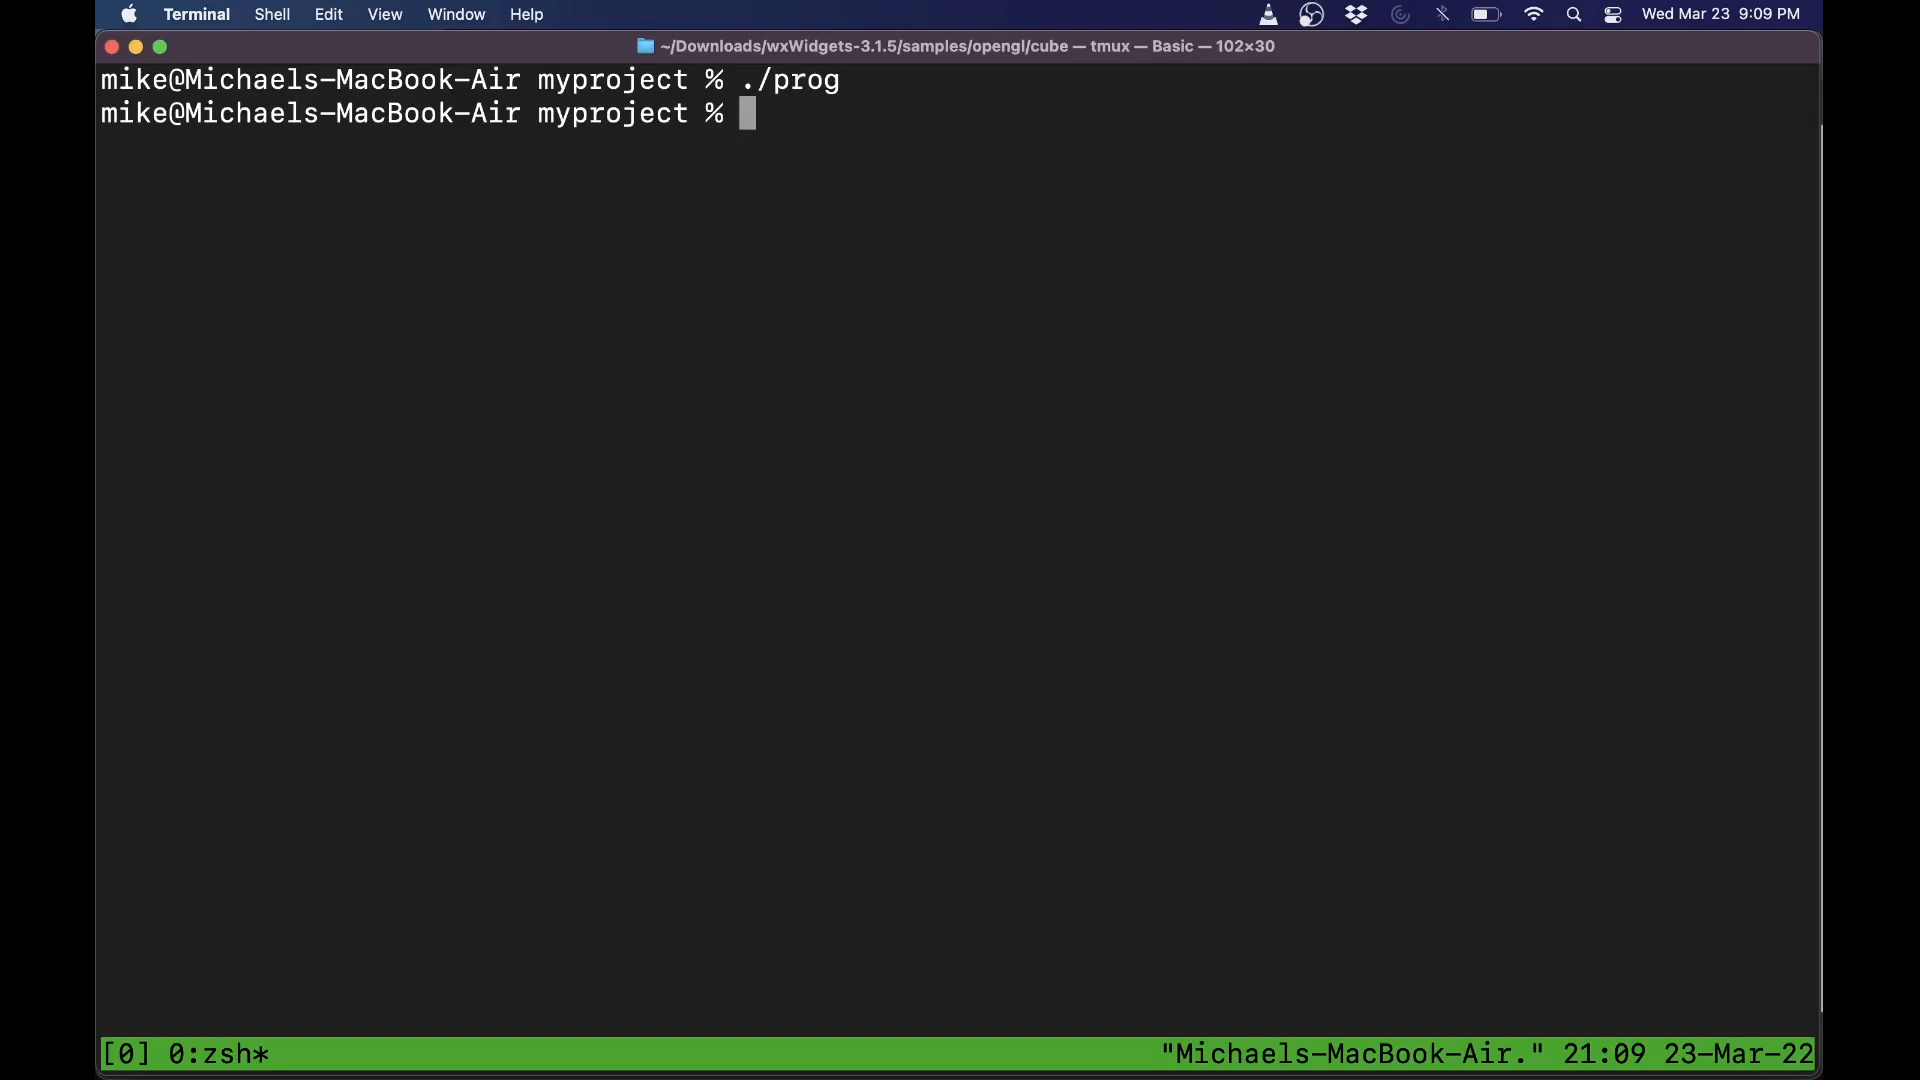 Terminal Shell Edit View Window Help Wed Mar 23 9:09 PM
~/Downloads/wxWidgets-3.1.5/samples/opengl/cube — tmux — Basic — 102×30
mike@Michaels-MacBook-Air myproject % ./prog
mike@Michaels-MacBook-Air myproject %
[0] 0:zsh* "Michaels-MacBook-Air." 21:09 23-Mar-22